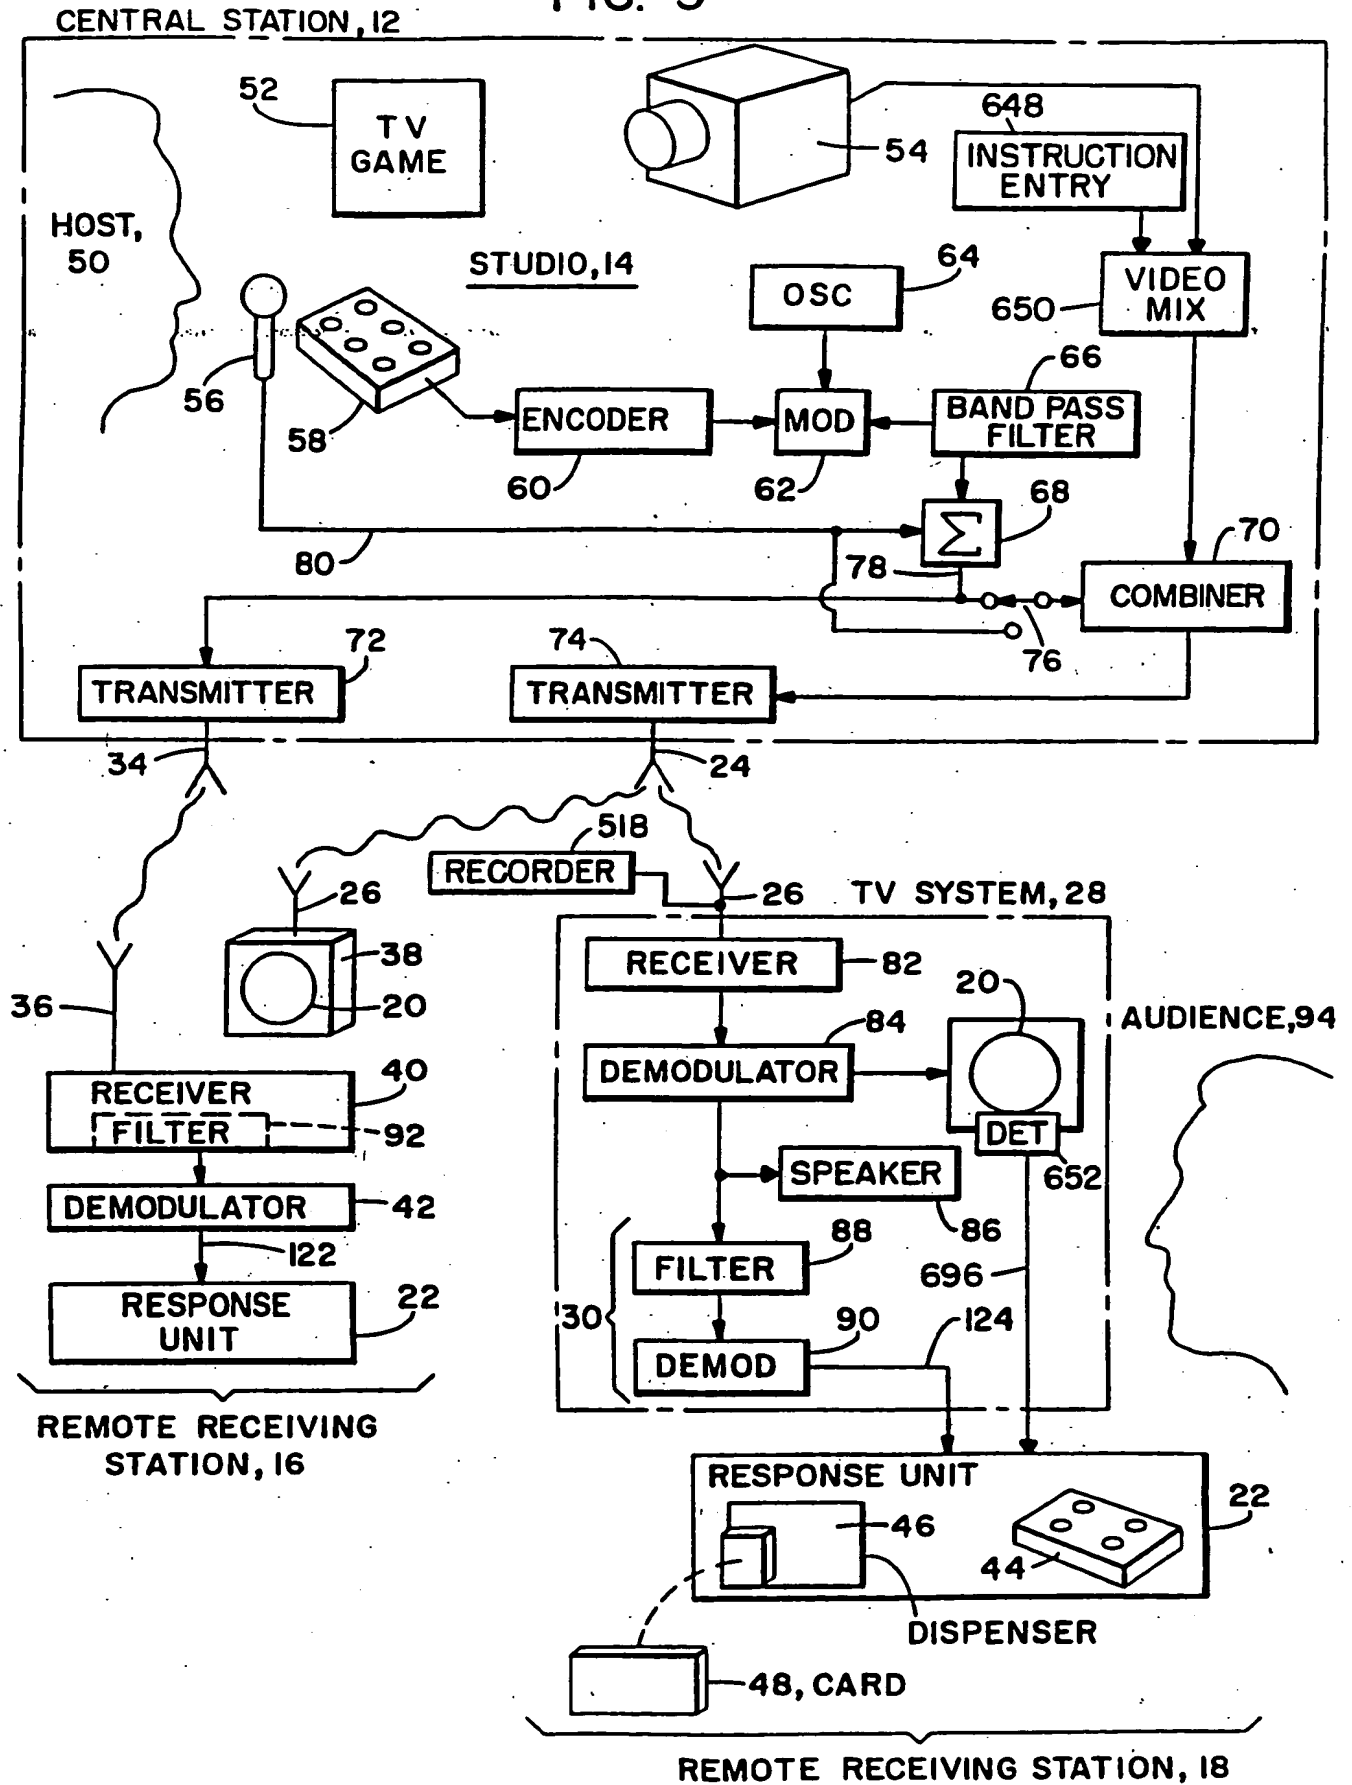 FIG. 5
CENTRAL STATION, 12
52
TV
GAME
54
648
INSTRUCTION
ENTRY
HOST,
50
STUDIO, 14
64
OSC
650
VIDEO
MIX
56
58
ENCODER
60
MOD
62
66
BAND PASS
FILTER
68
Σ
80
78
70
COMBINER
76
72
TRANSMITTER
74
TRANSMITTER
34
24
518
RECORDER
26
26
TV SYSTEM, 28
38
20
36
RECEIVER
82
20
AUDIENCE, 94
84
DEMODULATOR
40
RECEIVER
FILTER
92
DET
652
SPEAKER
86
DEMODULATOR
42
122
88
FILTER
696
RESPONSE
UNIT
22
30
90
DEMOD
124
REMOTE RECEIVING
STATION, 16
RESPONSE UNIT
22
46
44
DISPENSER
48, CARD
REMOTE RECEIVING STATION, 18